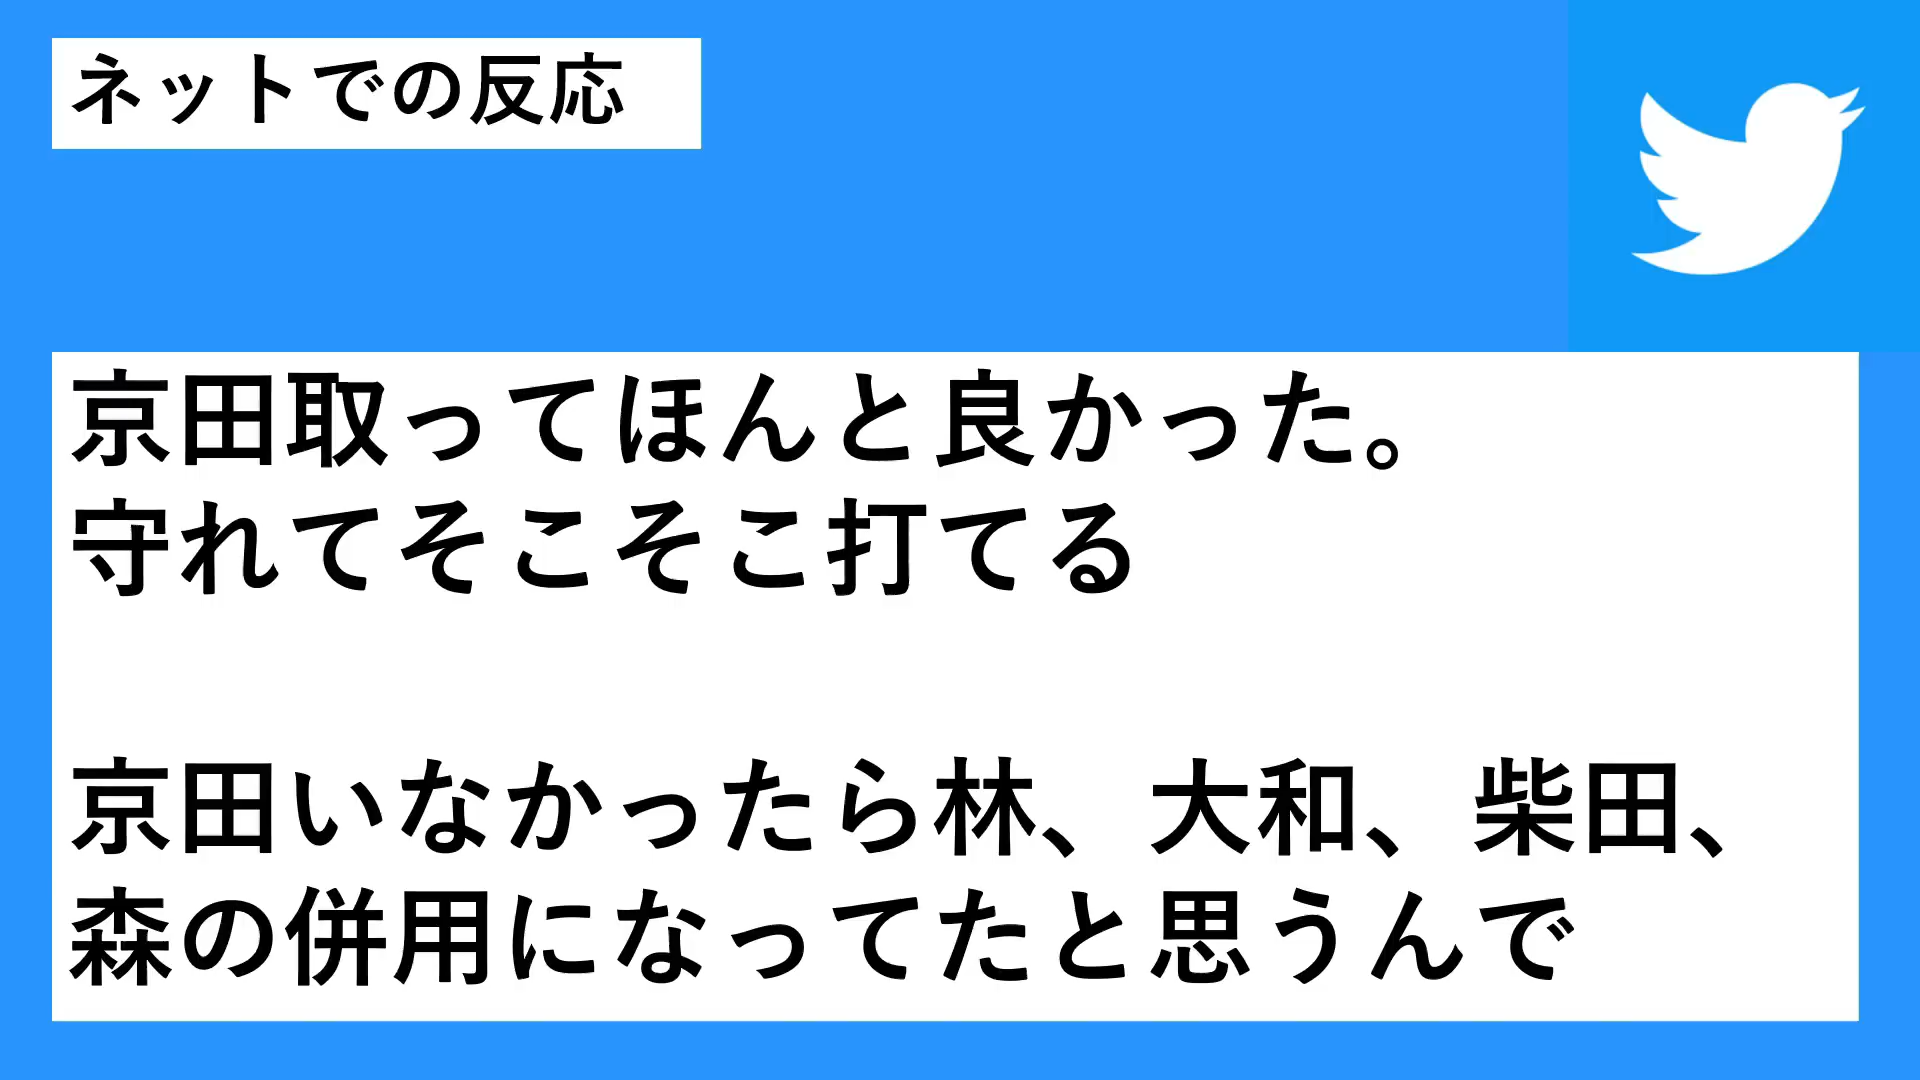 ネットでの反応
京田取ってほんと良かった。
守れてそこそこ打てる
京田いなかったら林、大和、柴田、
森の併用になってたと思うんで